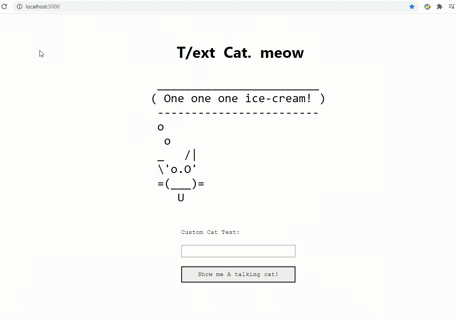 localhost:5000
T/ext Cat. meow
________________________
( One one one ice-cream! )
------------------------
o
 o
_   /|
\'o.O'
=(___)=
   U
Custom Cat Text:
Show me A talking cat!